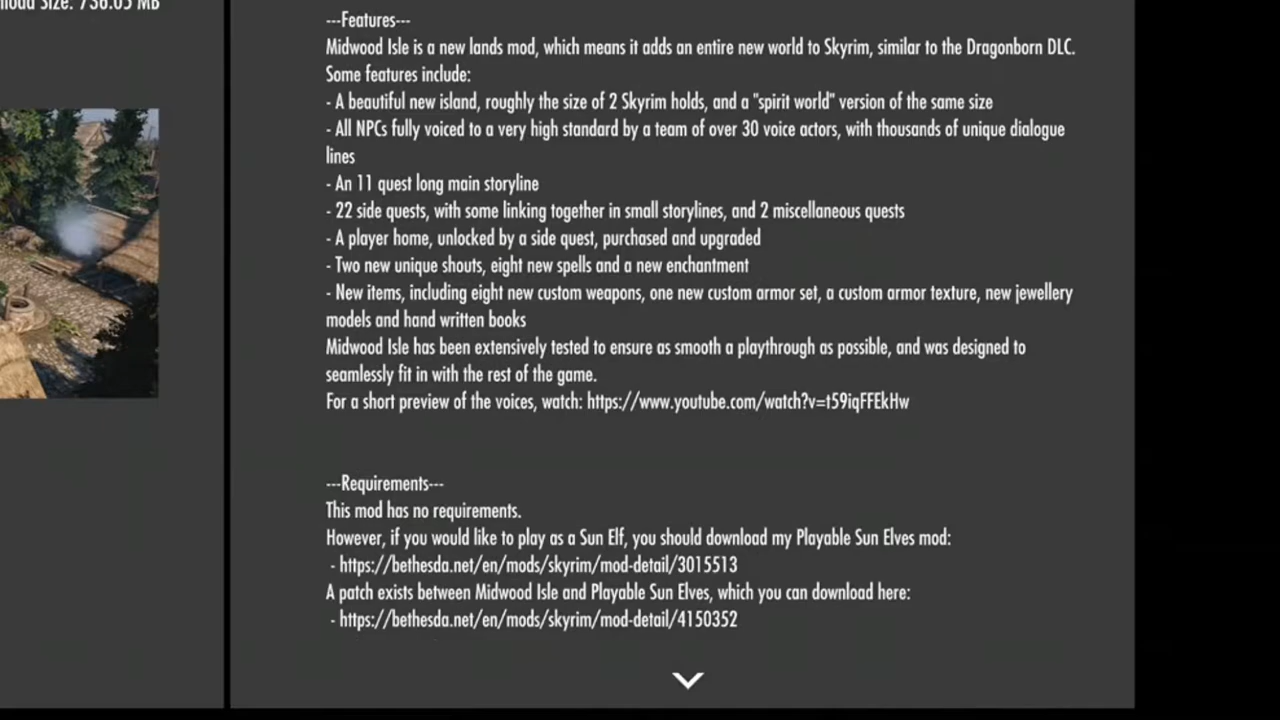 Size: 736.05 MB
---Features---
Midwood Isle is a new lands mod, which means it adds an entire new world to Skyrim, similar to the Dragonborn DLC.
Some features include:
- A beautiful new island, roughly the size of 2 Skyrim holds, and a "spirit world" version of the same size
- All NPCs fully voiced to a very high standard by a team of over 30 voice actors, with thousands of unique dialogue
lines
- An 11 quest long main storyline
- 22 side quests, with some linking together in small storylines, and 2 miscellaneous quests
- A player home, unlocked by a side quest, purchased and upgraded
- Two new unique shouts, eight new spells and a new enchantment
- New items, including eight new custom weapons, one new custom armor set, a custom armor texture, new jewellery
models and hand written books
Midwood Isle has been extensively tested to ensure as smooth a playthrough as possible, and was designed to
seamlessly fit in with the rest of the game.
For a short preview of the voices, watch: https://www.youtube.com/watch?v=t59iqFFEkHw
---Requirements---
This mod has no requirements.
However, if you would like to play as a Sun Elf, you should download my Playable Sun Elves mod:
- https://bethesda.net/en/mods/skyrim/mod-detail/3015513
A patch exists between Midwood Isle and Playable Sun Elves, which you can download here:
- https://bethesda.net/en/mods/skyrim/mod-detail/4150352